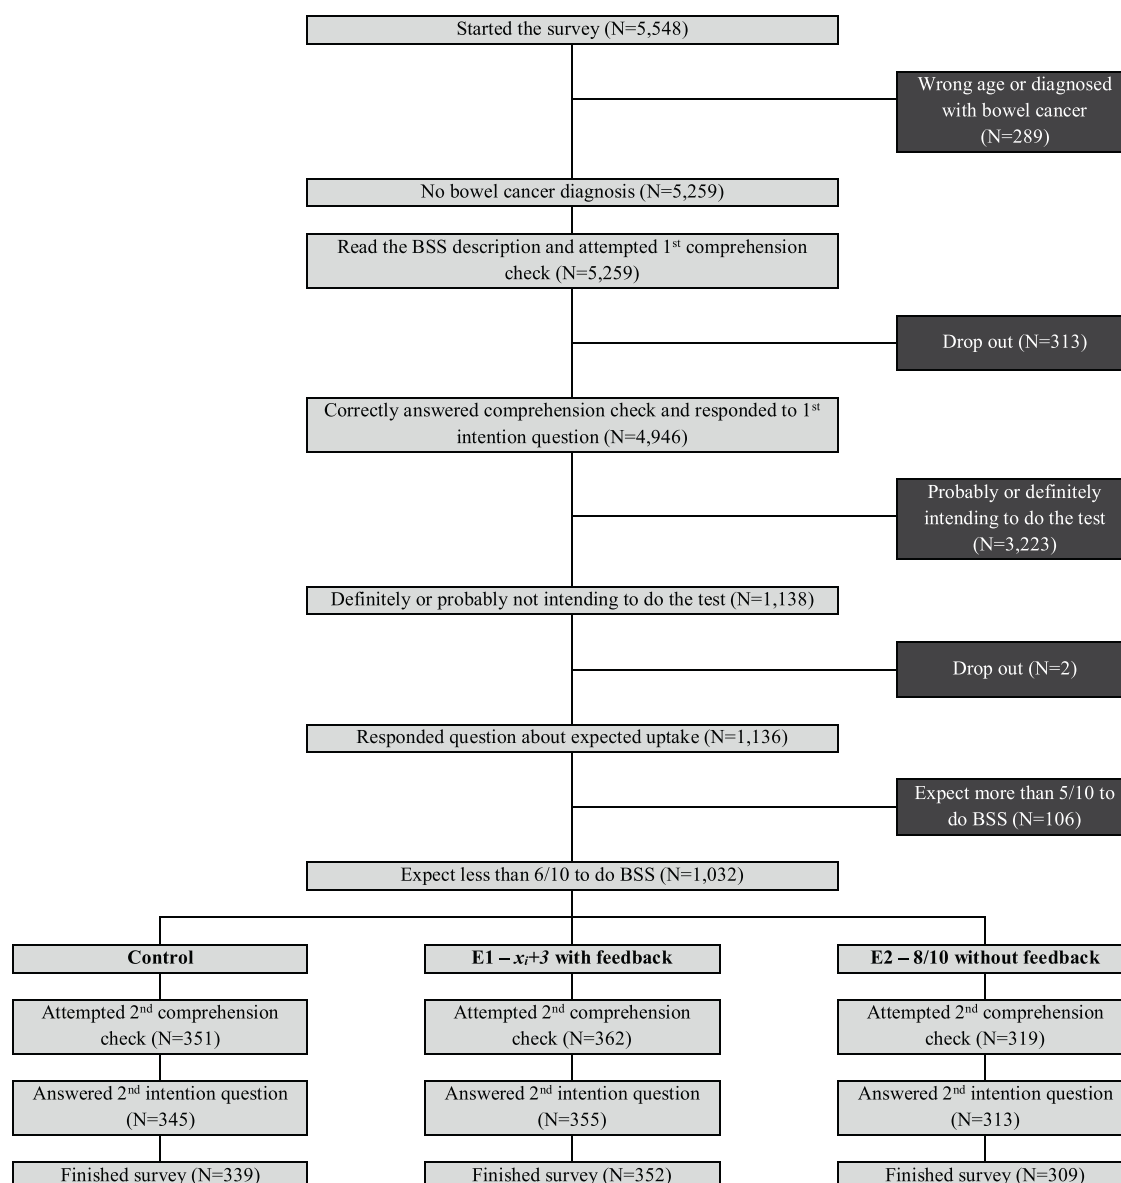 Started the survey (N=5,548)
Wrong age or diagnosed
with bowel cancer
(N=289)
No bowel cancer diagnosis (N=5,259)
Read the BSS description and attempted 1st comprehension
check (N=5,259)
Drop out (N=313)
Correctly answered comprehension check and responded to 1st
intention question (N=4,946)
Probably or definitely
intending to do the test
(N=3,223)
Definitely or probably not intending to do the test (N=1,138)
Drop out (N=2)
Responded question about expected uptake (N=1,136)
Expect more than 5/10 to
do BSS (N=106)
Expect less than 6/10 to do BSS (N=1,032)
Control
E1 – xi+3 with feedback
E2 – 8/10 without feedback
Attempted 2nd comprehension
check (N=351)
Attempted 2nd comprehension
check (N=362)
Attempted 2nd comprehension
check (N=319)
Answered 2nd intention question
(N=345)
Answered 2nd intention question
(N=355)
Answered 2nd intention question
(N=313)
Finished survey (N=339)
Finished survey (N=352)
Finished survey (N=309)